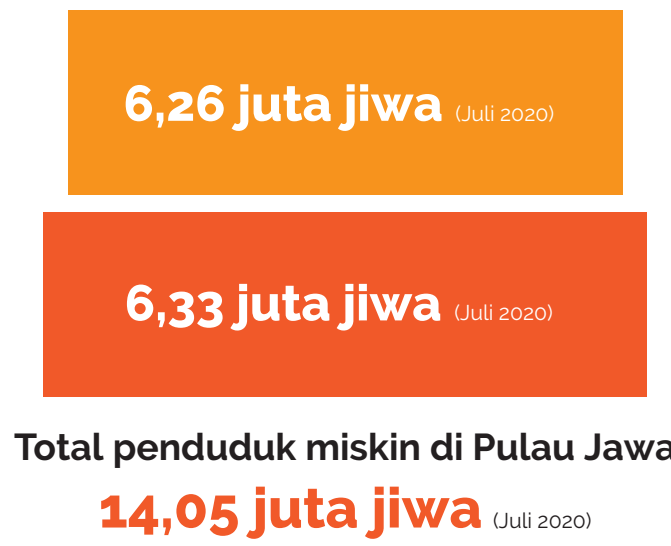 6,26 juta jiwa (Juli 2020)
6,33 juta jiwa (Juli 2020)
Total penduduk miskin di Pulau Jawa
14,05 juta jiwa (Juli 2020)